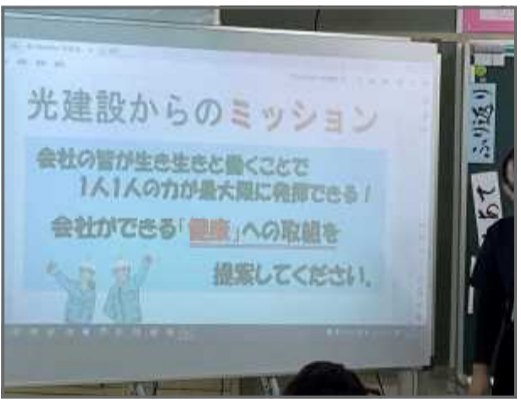 光建設からのミッション
会社の皆が生き生きと働くことで
1人1人の力が最大限に発揮できる!
会社ができる「健康」への取組を
提案してください。
ふり返り
めあて